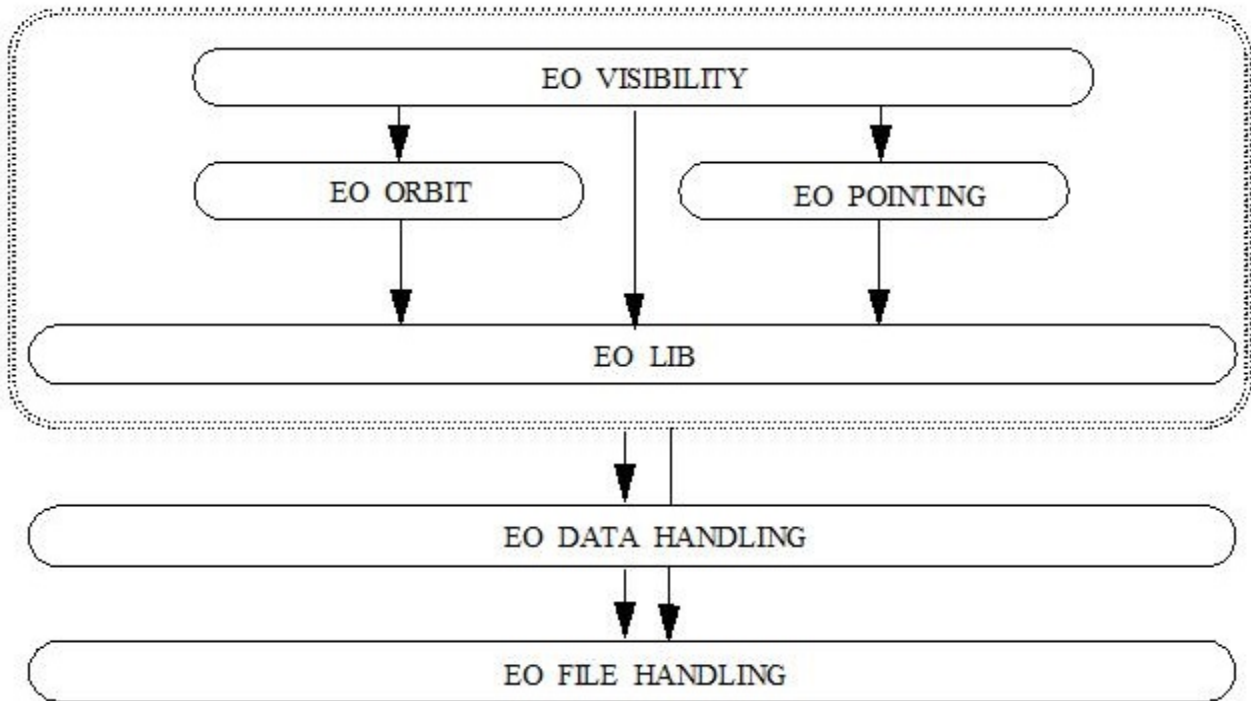 EO VISIBILITY
EO ORBIT
EO POINTING
EO LIB
EO DATA HANDLING
EO FILE HANDLING